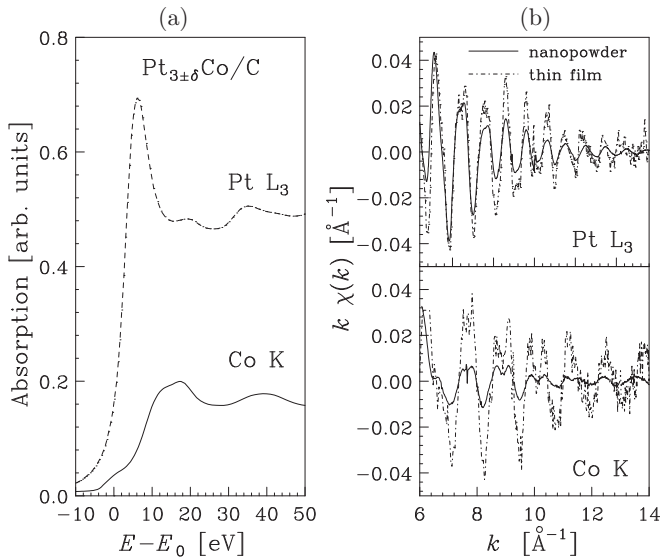 (a)
(b)
0.8
0.6
0.4
0.2
0.0
Absorption [arb. units]
Pt3±δCo/C
Pt L3
Co K
−10 0 10 20 30 40 50
E−E0 [eV]
nanopowder
thin film
0.04
0.02
0.00
−0.02
−0.04
Pt L3
k χ(k) [Å−1]
0.04
0.02
0.00
−0.02
−0.04
Co K
6 8 10 12 14
k [Å−1]